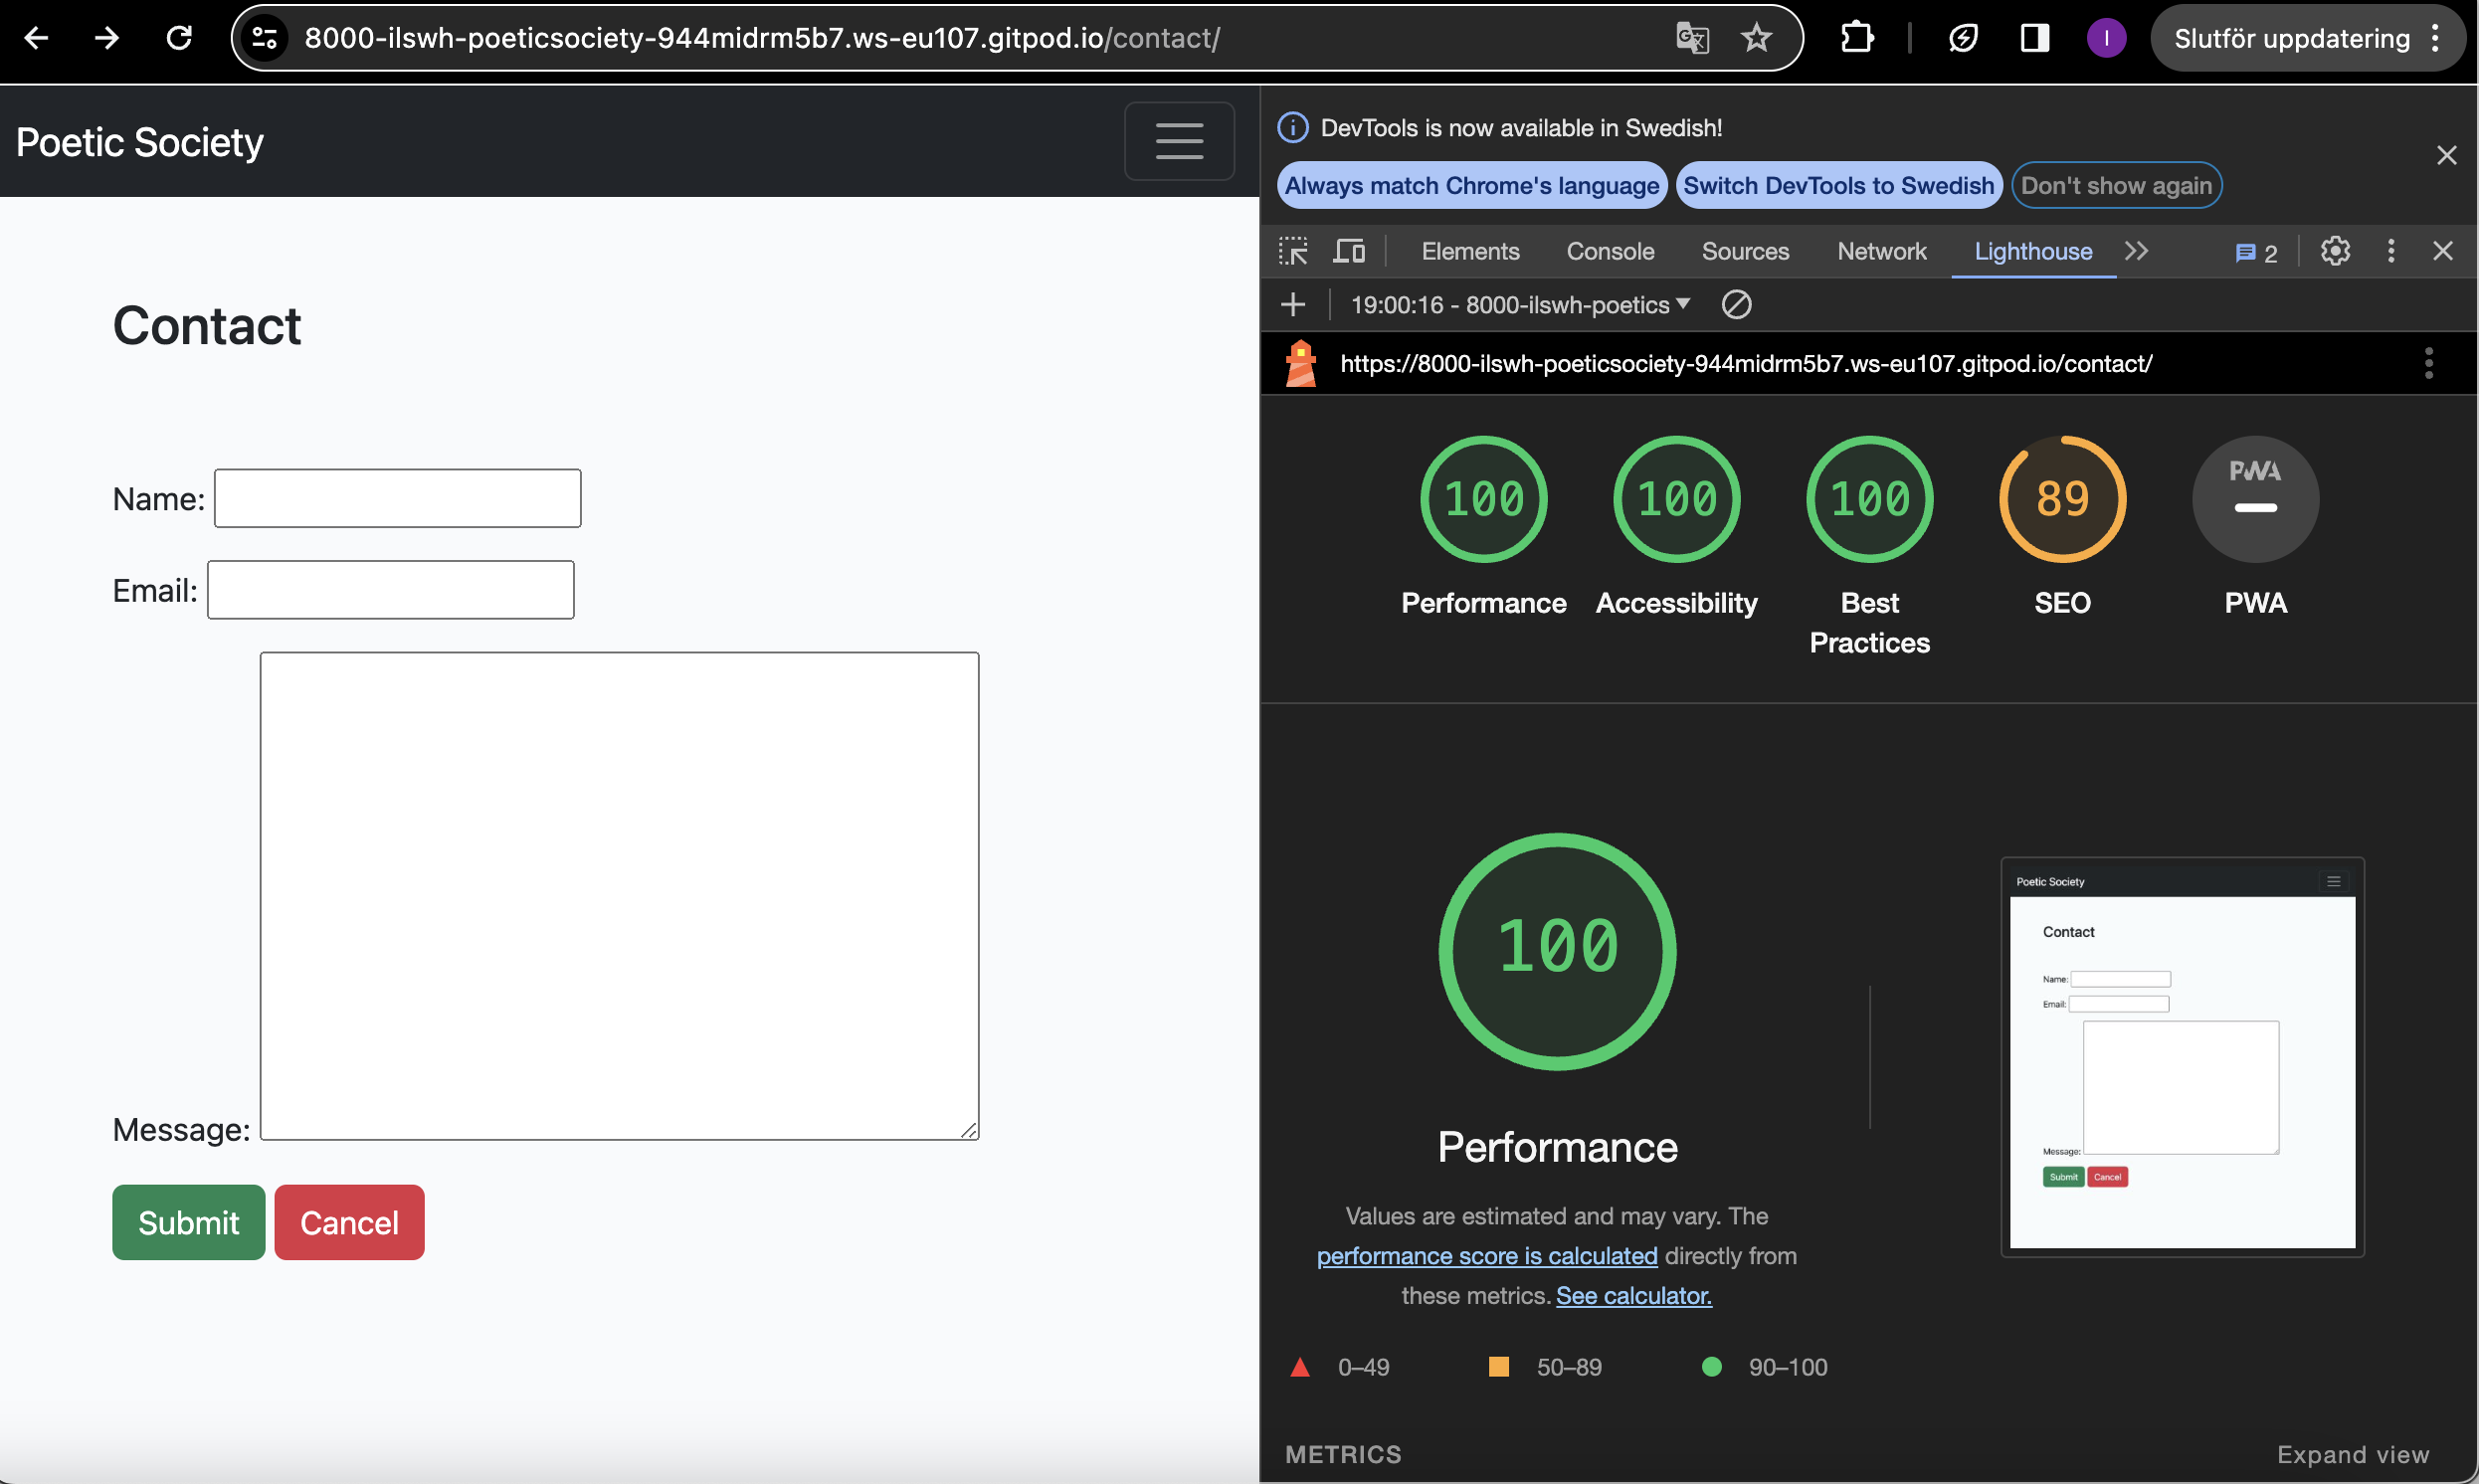 8000-ilswh-poeticsociety-944midrm5b7.ws-eu107.gitpod.io/contact/
I
Slutför uppdatering
Poetic Society
Contact
Name:
Email:
Message:
Submit Cancel
DevTools is now available in Swedish!
Always match Chrome's language Switch DevTools to Swedish Don't show again
Elements Console Sources Network Lighthouse 2
19:00:16 - 8000-ilswh-poetics
https://8000-ilswh-poeticsociety-944midrm5b7.ws-eu107.gitpod.io/contact/
100 100 100 89 PWA
Performance Accessibility Best Practices SEO PWA
100
Performance
Values are estimated and may vary. The
performance score is calculated directly from
these metrics. See calculator.
0–49 50–89 90–100
Poetic Society
Contact
Name:
Email:
Message:
Submit Cancel
METRICS Expand view